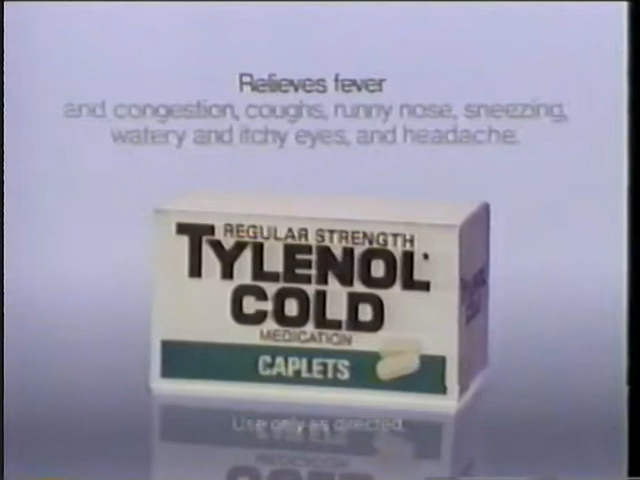 Relieves fever
and congestion, coughs, runny nose, sneezing,
watery and itchy eyes, and headache.
REGULAR STRENGTH
TYLENOL
COLD
MEDICATION
CAPLETS
Use only as directed.